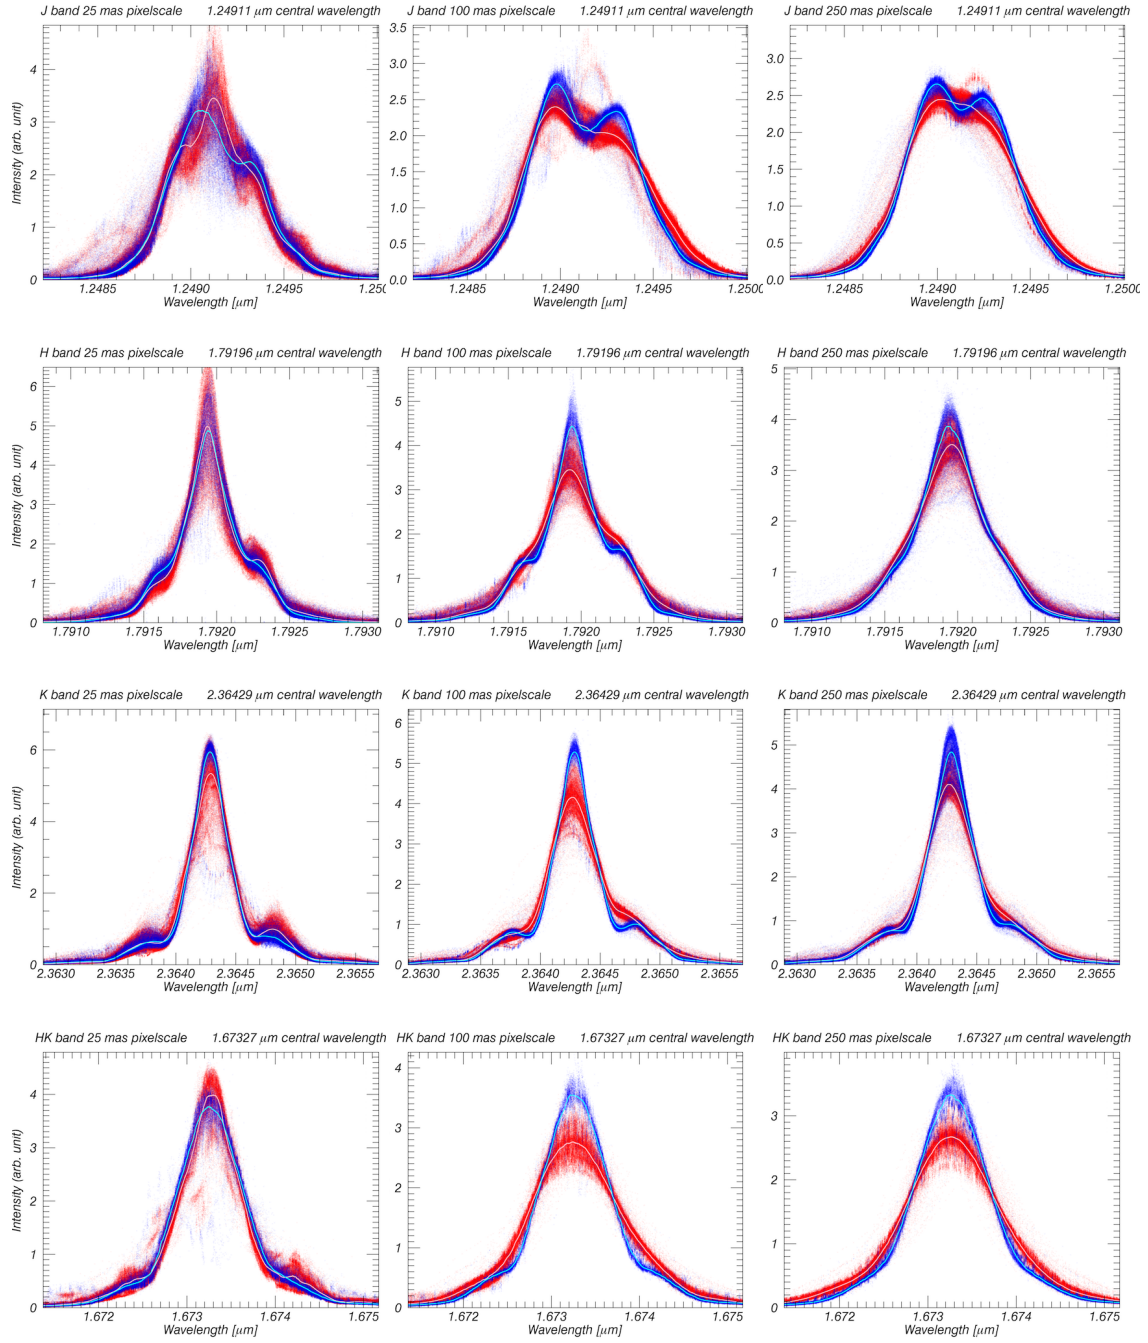 J band 25 mas pixelscale 1.24911 μm central wavelength
J band 100 mas pixelscale 1.24911 μm central wavelength
J band 250 mas pixelscale 1.24911 μm central wavelength
Intensity (arb. unit)
4
3
2
1
0
3.5
3.0
2.5
2.0
1.5
1.0
0.5
0.0
3.0
2.5
2.0
1.5
1.0
0.5
0.0
1.2485 1.2490 1.2495 1.2500
1.2485 1.2490 1.2495 1.2500
1.2485 1.2490 1.2495 1.2500
Wavelength [μm]
Wavelength [μm]
Wavelength [μm]
H band 25 mas pixelscale 1.79196 μm central wavelength
H band 100 mas pixelscale 1.79196 μm central wavelength
H band 250 mas pixelscale 1.79196 μm central wavelength
Intensity (arb. unit)
6
5
4
3
2
1
0
5
4
3
2
1
0
5
4
3
2
1
0
1.7910 1.7915 1.7920 1.7925 1.7930
1.7910 1.7915 1.7920 1.7925 1.7930
1.7910 1.7915 1.7920 1.7925 1.7930
Wavelength [μm]
Wavelength [μm]
Wavelength [μm]
K band 25 mas pixelscale 2.36429 μm central wavelength
K band 100 mas pixelscale 2.36429 μm central wavelength
K band 250 mas pixelscale 2.36429 μm central wavelength
Intensity (arb. unit)
6
5
4
3
2
1
0
6
5
4
3
2
1
0
5
4
3
2
1
0
2.3630 2.3635 2.3640 2.3645 2.3650 2.3655
2.3630 2.3635 2.3640 2.3645 2.3650 2.3655
2.3630 2.3635 2.3640 2.3645 2.3650 2.3655
Wavelength [μm]
Wavelength [μm]
Wavelength [μm]
HK band 25 mas pixelscale 1.67327 μm central wavelength
HK band 100 mas pixelscale 1.67327 μm central wavelength
HK band 250 mas pixelscale 1.67327 μm central wavelength
Intensity (arb. unit)
4
3
2
1
0
4
3
2
1
0
3
2
1
0
1.672 1.673 1.674 1.675
1.672 1.673 1.674 1.675
1.672 1.673 1.674 1.675
Wavelength [μm]
Wavelength [μm]
Wavelength [μm]